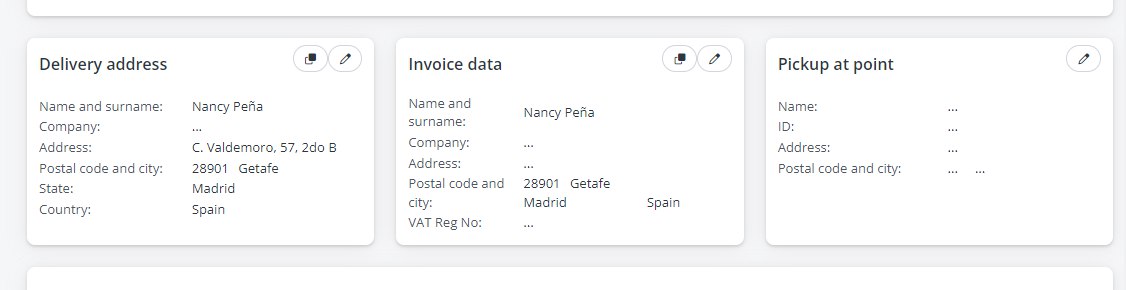 Delivery address
Name and surname: Nancy Peña
Company: ...
Address: C. Valdemoro, 57, 2do B
Postal code and city: 28901 Getafe
State: Madrid
Country: Spain
Invoice data
Name and
surname: Nancy Peña
Company: ...
Address: ...
Postal code and 28901 Getafe
city: Madrid Spain
VAT Reg No: ...
Pickup at point
Name: ...
ID: ...
Address: ...
Postal code and city: ... ...